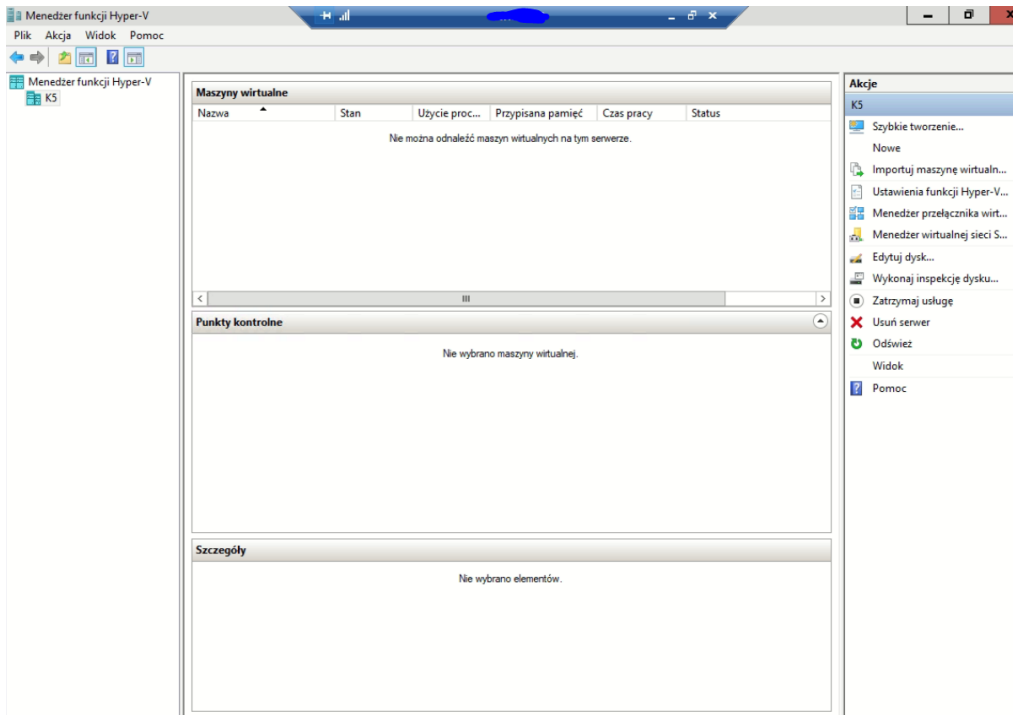 Menedżer funkcji Hyper-V
Plik Akcja Widok Pomoc
Menedżer funkcji Hyper-V
K5
Maszyny wirtualne
Nazwa Stan Użycie proc... Przypisana pamięć Czas pracy Status
Nie można odnaleźć maszyn wirtualnych na tym serwerze.
Punkty kontrolne
Nie wybrano maszyny wirtualnej.
Szczegóły
Nie wybrano elementów.
Akcje
K5
Szybkie tworzenie...
Nowe
Importuj maszynę wirtualn...
Ustawienia funkcji Hyper-V...
Menedżer przełącznika wirt...
Menedżer wirtualnej sieci S...
Edytuj dysk...
Wykonaj inspekcję dysku...
Zatrzymaj usługę
Usuń serwer
Odśwież
Widok
Pomoc